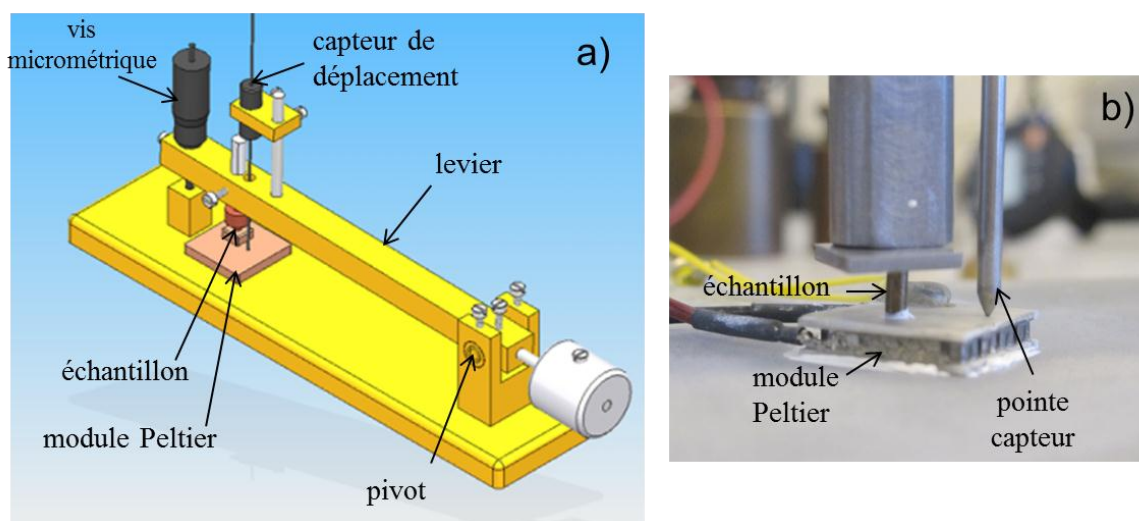 vis
micrométrique
capteur de
déplacement
a)
levier
échantillon
module Peltier
pivot
b)
échantillon
module
Peltier
pointe
capteur